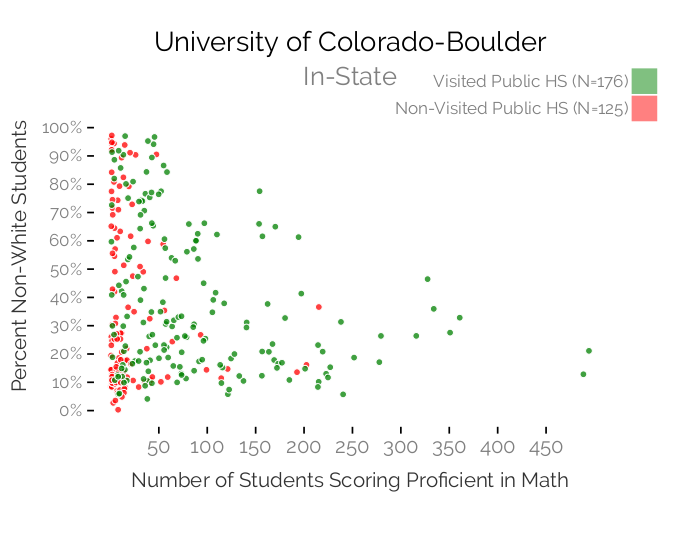 University of Colorado-Boulder
In-State
Visited Public HS (N=176)
Non-Visited Public HS (N=125)
Percent Non-White Students
100%
90%
80%
70%
60%
50%
40%
30%
20%
10%
0%
50 100 150 200 250 300 350 400 450
Number of Students Scoring Proficient in Math